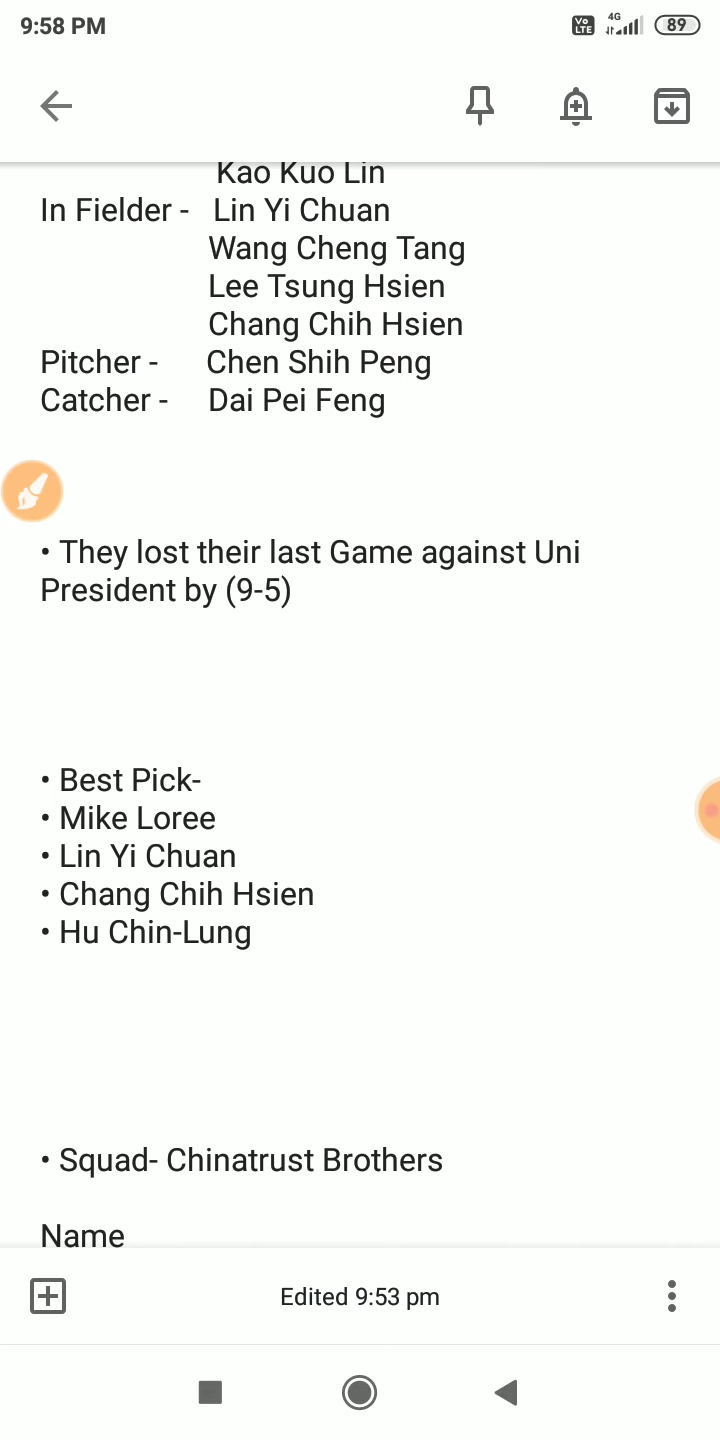 9:58 PM
Vo LTE 4G 89
Kao Kuo Lin
In Fielder - Lin Yi Chuan
Wang Cheng Tang
Lee Tsung Hsien
Chang Chih Hsien
Pitcher - Chen Shih Peng
Catcher - Dai Pei Feng
• They lost their last Game against Uni
President by (9-5)
• Best Pick-
• Mike Loree
• Lin Yi Chuan
• Chang Chih Hsien
• Hu Chin-Lung
• Squad- Chinatrust Brothers
Name
Edited 9:53 pm